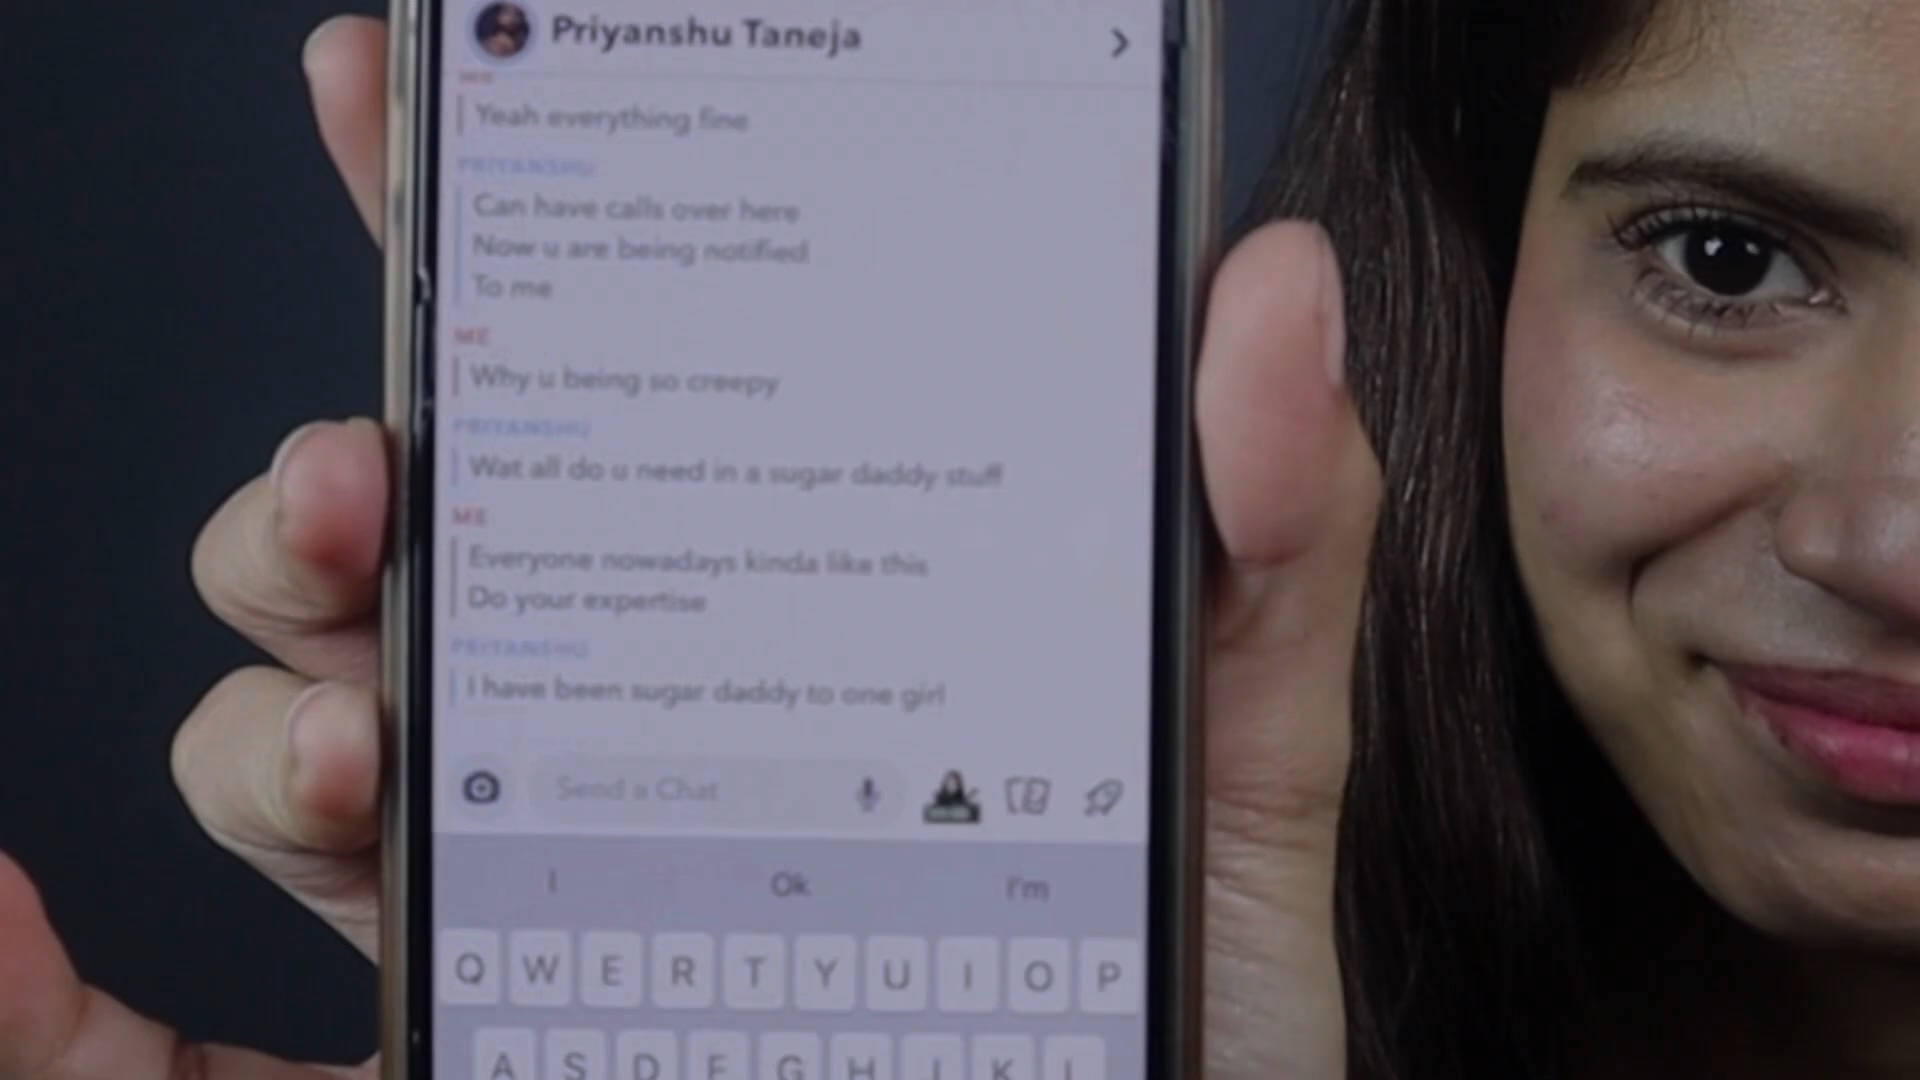 Priyanshu Taneja
ME
Yeah everything fine
PRIYANSHU
Can have calls over here
Now u are being notified
To me
ME
Why u being so creepy
PRIYANSHU
Wat all do u need in a sugar daddy stuff
ME
Everyone nowadays kinda like this
Do your expertise
PRIYANSHU
I have been sugar daddy to one girl
Send a Chat
I Ok I'm
Q W E R T Y U I O P
A S D F G H J K L